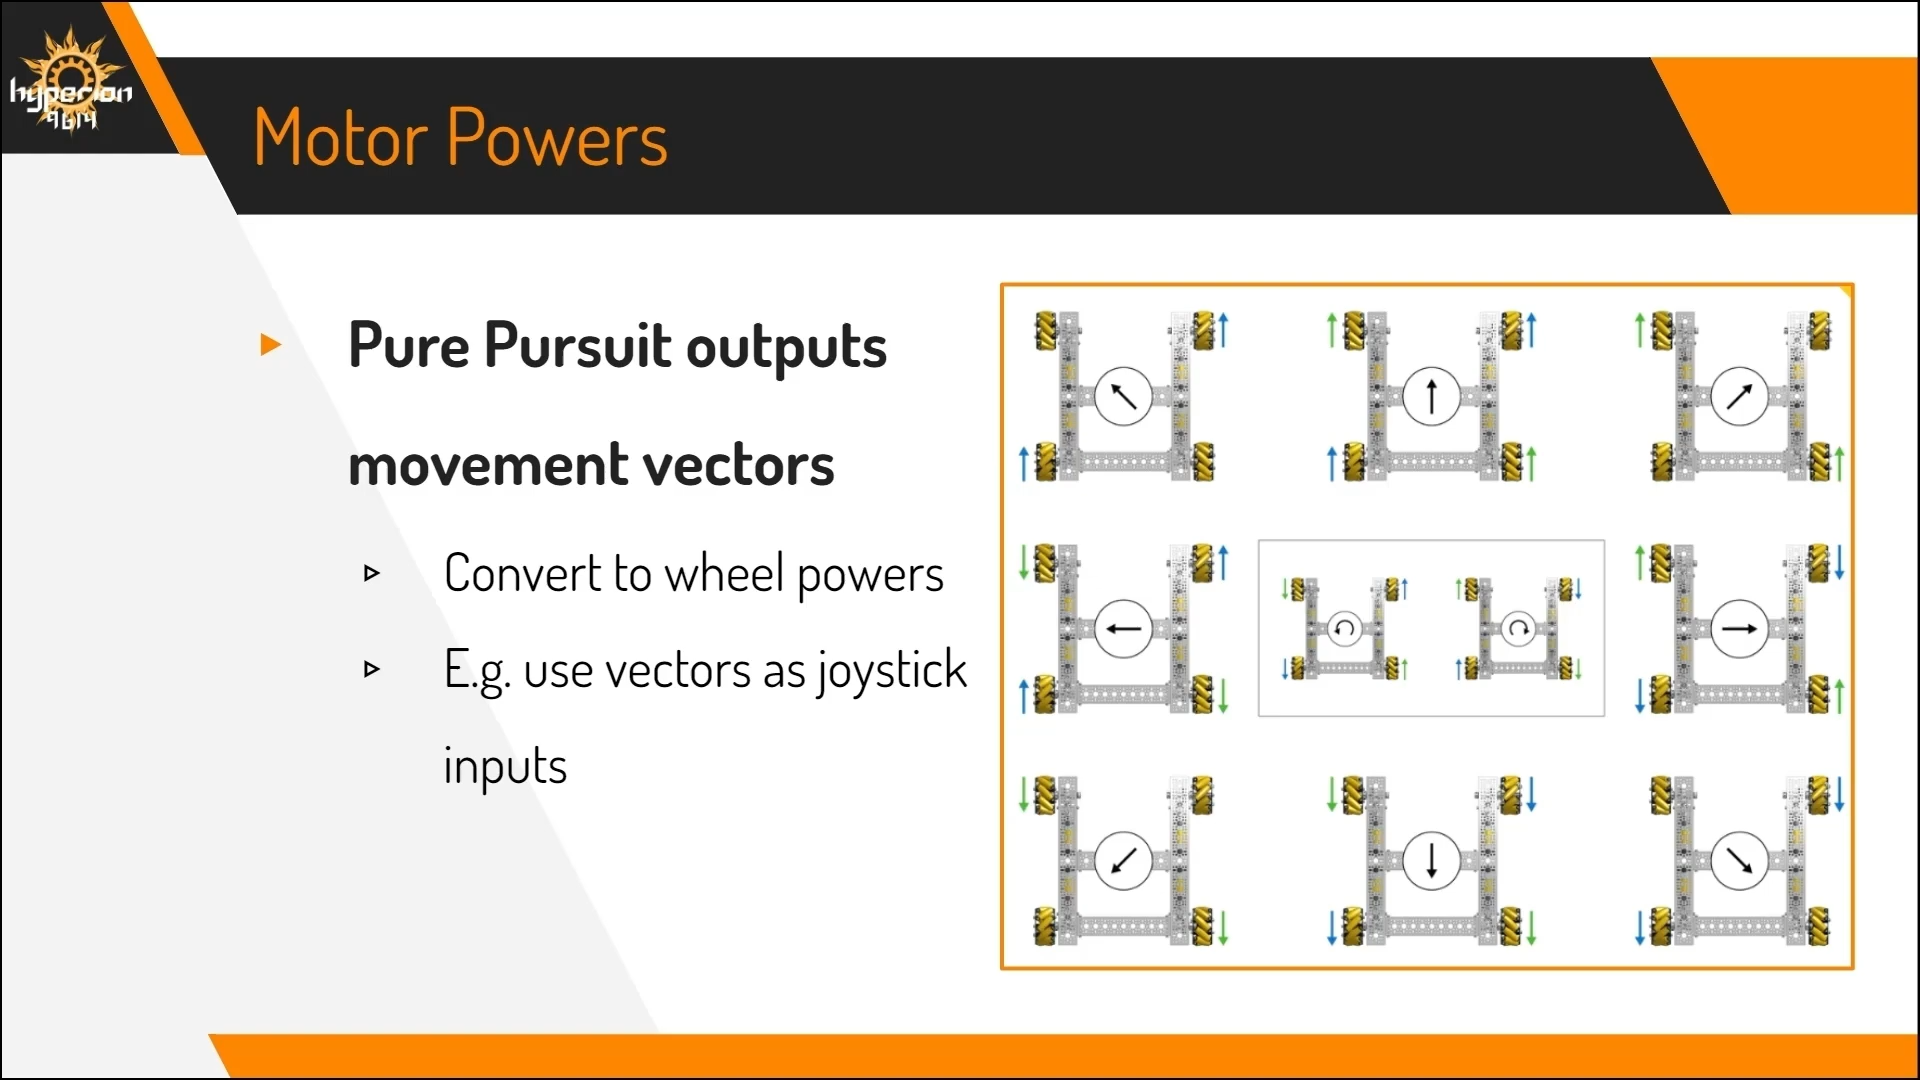 hyperion
9614
Motor Powers
Pure Pursuit outputs
movement vectors
Convert to wheel powers
E.g. use vectors as joystick
inputs